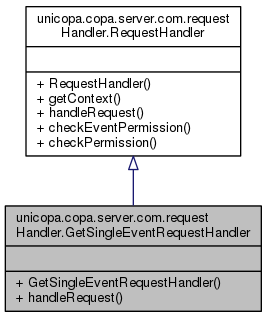 unicopa.copa.server.com.request
Handler.RequestHandler
+ RequestHandler()
+ getContext()
+ handleRequest()
+ checkEventPermission()
+ checkPermission()
unicopa.copa.server.com.request
Handler.GetSingleEventRequestHandler
+ GetSingleEventRequestHandler()
+ handleRequest()